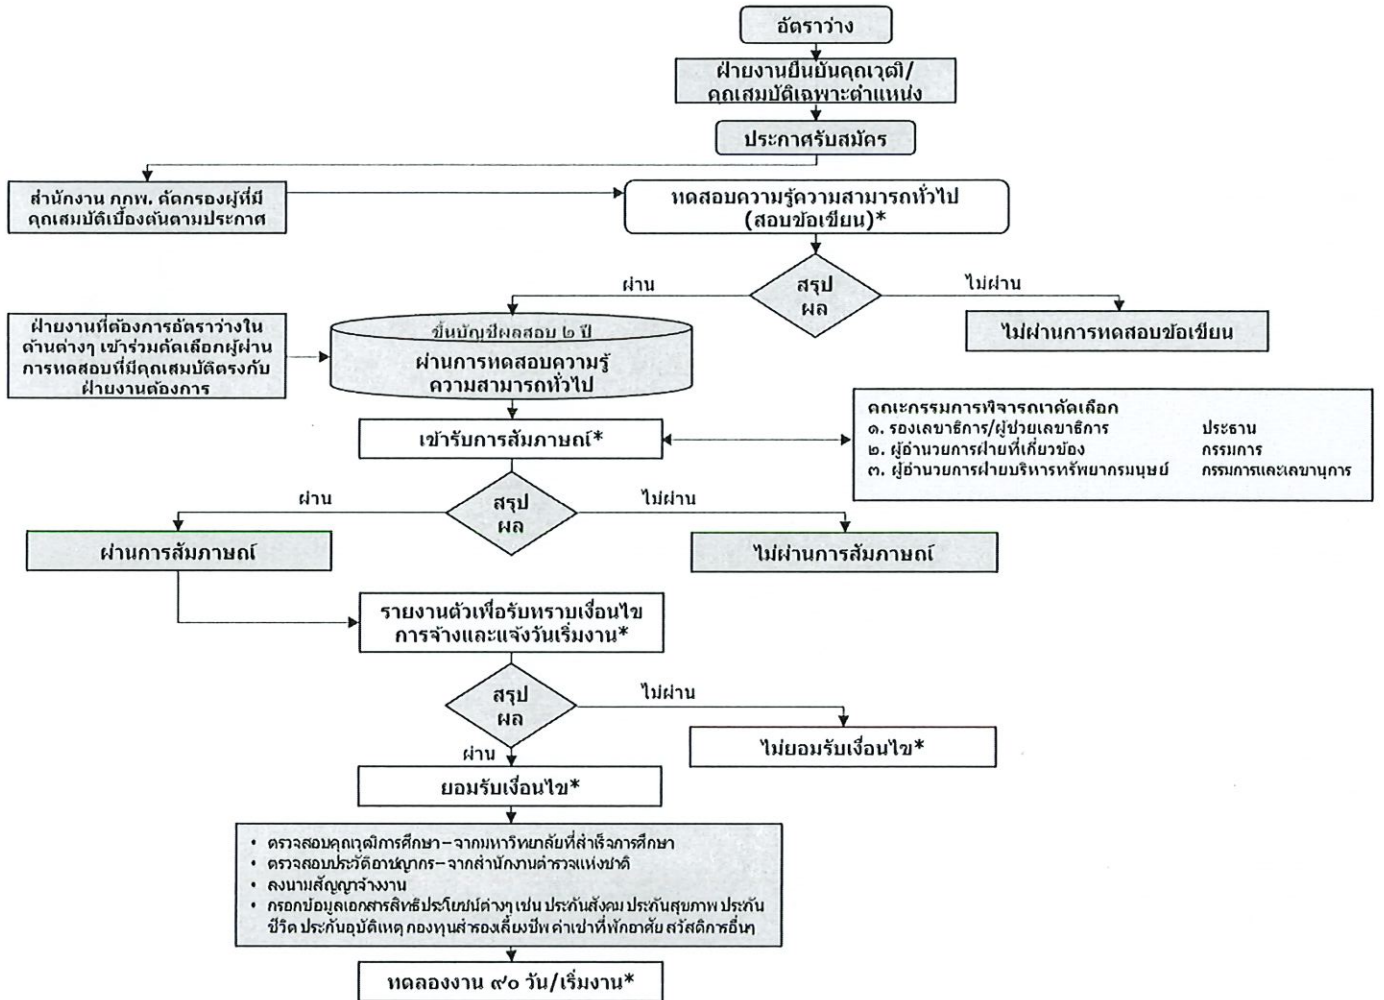 อัตราว่าง
ฝ่ายงานยืนยันคุณวุฒิ/
คุณสมบัติเฉพาะตำแหน่ง
ประกาศรับสมัคร
สำนักงาน กกพ. คัดกรองผู้ที่มี
คุณสมบัติเบื้องต้นตามประกาศ
ทดสอบความรู้ความสามารถทั่วไป
(สอบข้อเขียน)*
สรุป
ผล
ผ่าน
ไม่ผ่าน
ไม่ผ่านการทดสอบข้อเขียน
ฝ่ายงานที่ต้องการอัตราว่างใน
ด้านต่างๆ เข้าร่วมคัดเลือกผู้ผ่าน
การทดสอบที่มีคุณสมบัติตรงกับ
ฝ่ายงานต้องการ
ขึ้นบัญชีผลสอบ ๒ ปี
ผ่านการทดสอบความรู้
ความสามารถทั่วไป
เข้ารับการสัมภาษณ์*
คณะกรรมการพิจารณาคัดเลือก
๑. รองเลขาธิการ/ผู้ช่วยเลขาธิการ ประธาน
๒. ผู้อำนวยการฝ่ายที่เกี่ยวข้อง กรรมการ
๓. ผู้อำนวยการฝ่ายบริหารทรัพยากรมนุษย์ กรรมการและเลขานุการ
สรุป
ผล
ผ่าน
ไม่ผ่าน
ผ่านการสัมภาษณ์
ไม่ผ่านการสัมภาษณ์
รายงานตัวเพื่อรับทราบเงื่อนไข
การจ้างและแจ้งวันเริ่มงาน*
สรุป
ผล
ไม่ผ่าน
ไม่ยอมรับเงื่อนไข*
ผ่าน
ยอมรับเงื่อนไข*
• ตรวจสอบคุณวุฒิการศึกษา – จากมหาวิทยาลัยที่สำเร็จการศึกษา
• ตรวจสอบประวัติอาชญากร – จากสำนักงานตำรวจแห่งชาติ
• ลงนามสัญญาจ้างงาน
• กรอกข้อมูลเอกสารสิทธิประโยชน์ต่างๆ เช่น ประกันสังคม ประกันสุขภาพ ประกัน
ชีวิต ประกันอุบัติเหตุ กองทุนสำรองเลี้ยงชีพ ค่าเช่าที่พักอาศัย สวัสดิการอื่นๆ
ทดลองงาน ๙๐ วัน/เริ่มงาน*